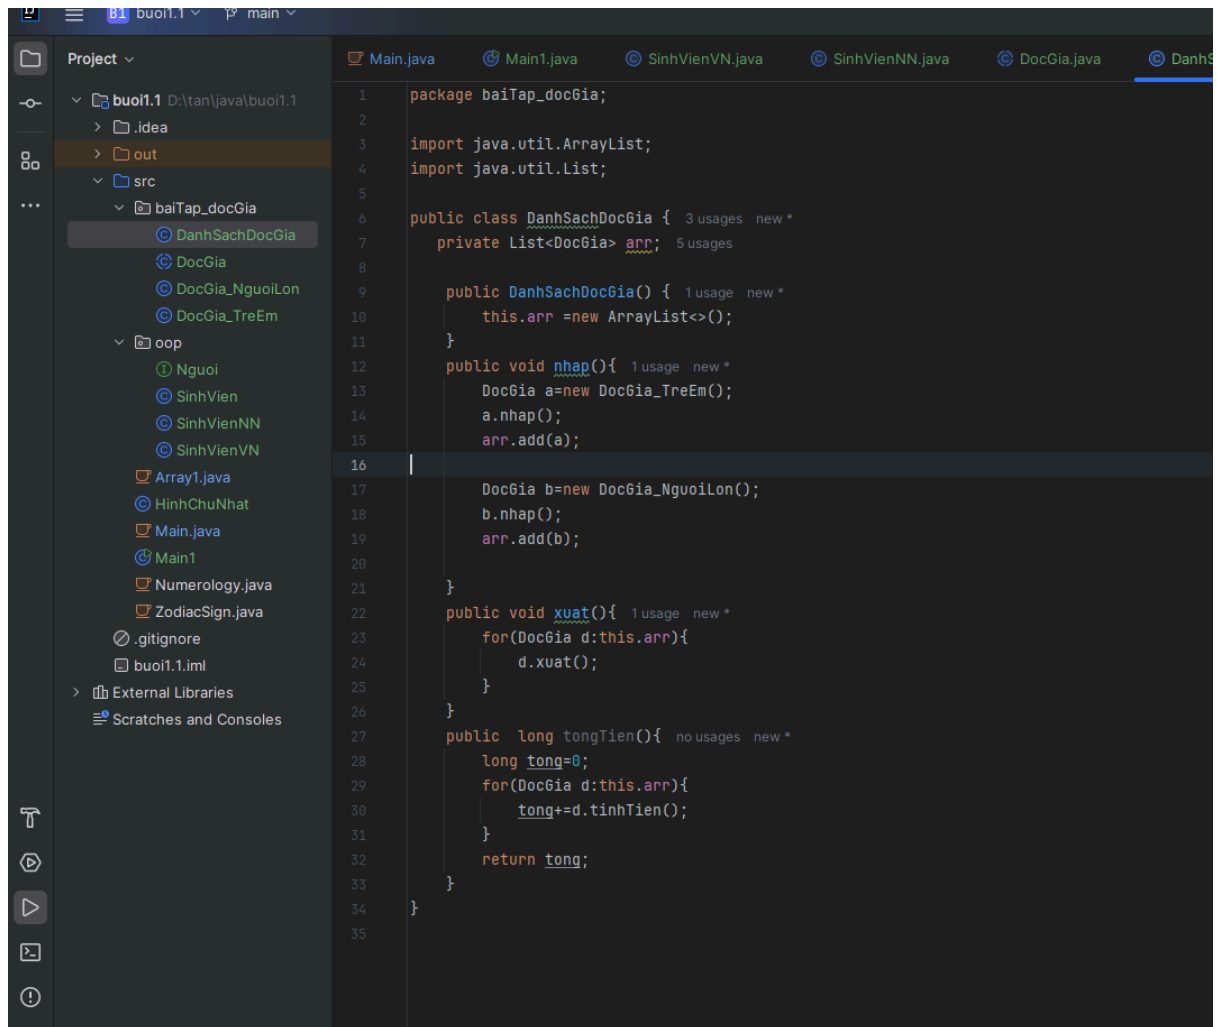 B1 buoi1.1 main
Project
Main.java Main1.java SinhVienVN.java SinhVienNN.java DocGia.java DanhS
buoi1.1 D:\tan\java\buoi1.1
.idea
out
src
baiTap_docGia
DanhSachDocGia
DocGia
DocGia_NguoiLon
DocGia_TreEm
oop
Nguoi
SinhVien
SinhVienNN
SinhVienVN
Array1.java
HinhChuNhat
Main.java
Main1
Numerology.java
ZodiacSign.java
.gitignore
buoi1.1.iml
External Libraries
Scratches and Consoles
1 package baiTap_docGia;
2
3 import java.util.ArrayList;
4 import java.util.List;
5
6 public class DanhSachDocGia { 3 usages new *
7 private List<DocGia> arr; 5 usages
8
9 public DanhSachDocGia() { 1 usage new *
10 this.arr =new ArrayList<>();
11 }
12 public void nhap(){ 1 usage new *
13 DocGia a=new DocGia_TreEm();
14 a.nhap();
15 arr.add(a);
16
17 DocGia b=new DocGia_NguoiLon();
18 b.nhap();
19 arr.add(b);
20
21 }
22 public void xuat(){ 1 usage new *
23 for(DocGia d:this.arr){
24 d.xuat();
25 }
26 }
27 public  long tongTien(){ no usages new *
28 long tong=0;
29 for(DocGia d:this.arr){
30 tong+=d.tinhTien();
31 }
32 return tong;
33 }
34 }
35